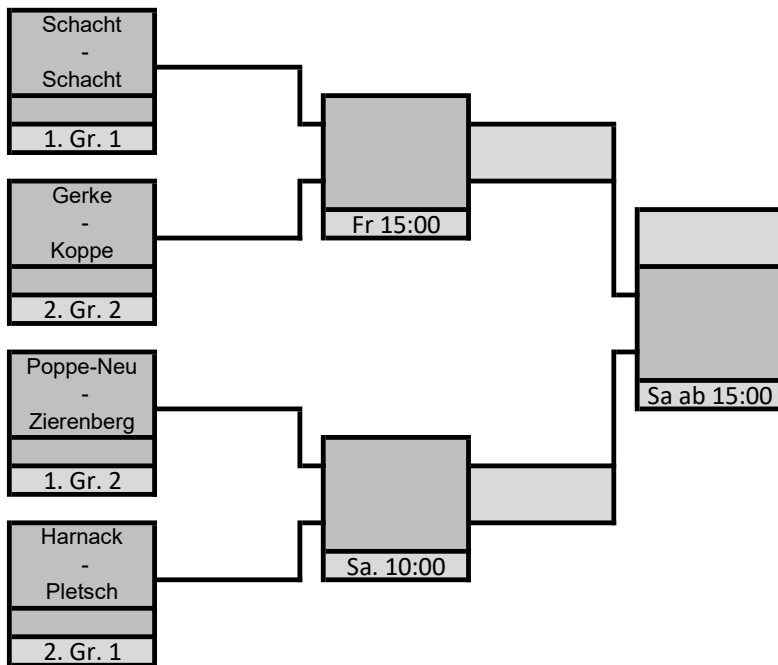 Schacht
-
Schacht
1. Gr. 1
Gerke
-
Koppe
2. Gr. 2
Poppe-Neu
-
Zierenberg
1. Gr. 2
Harnack
-
Pletsch
2. Gr. 1
Fr 15:00
Sa. 10:00
Sa ab 15:00